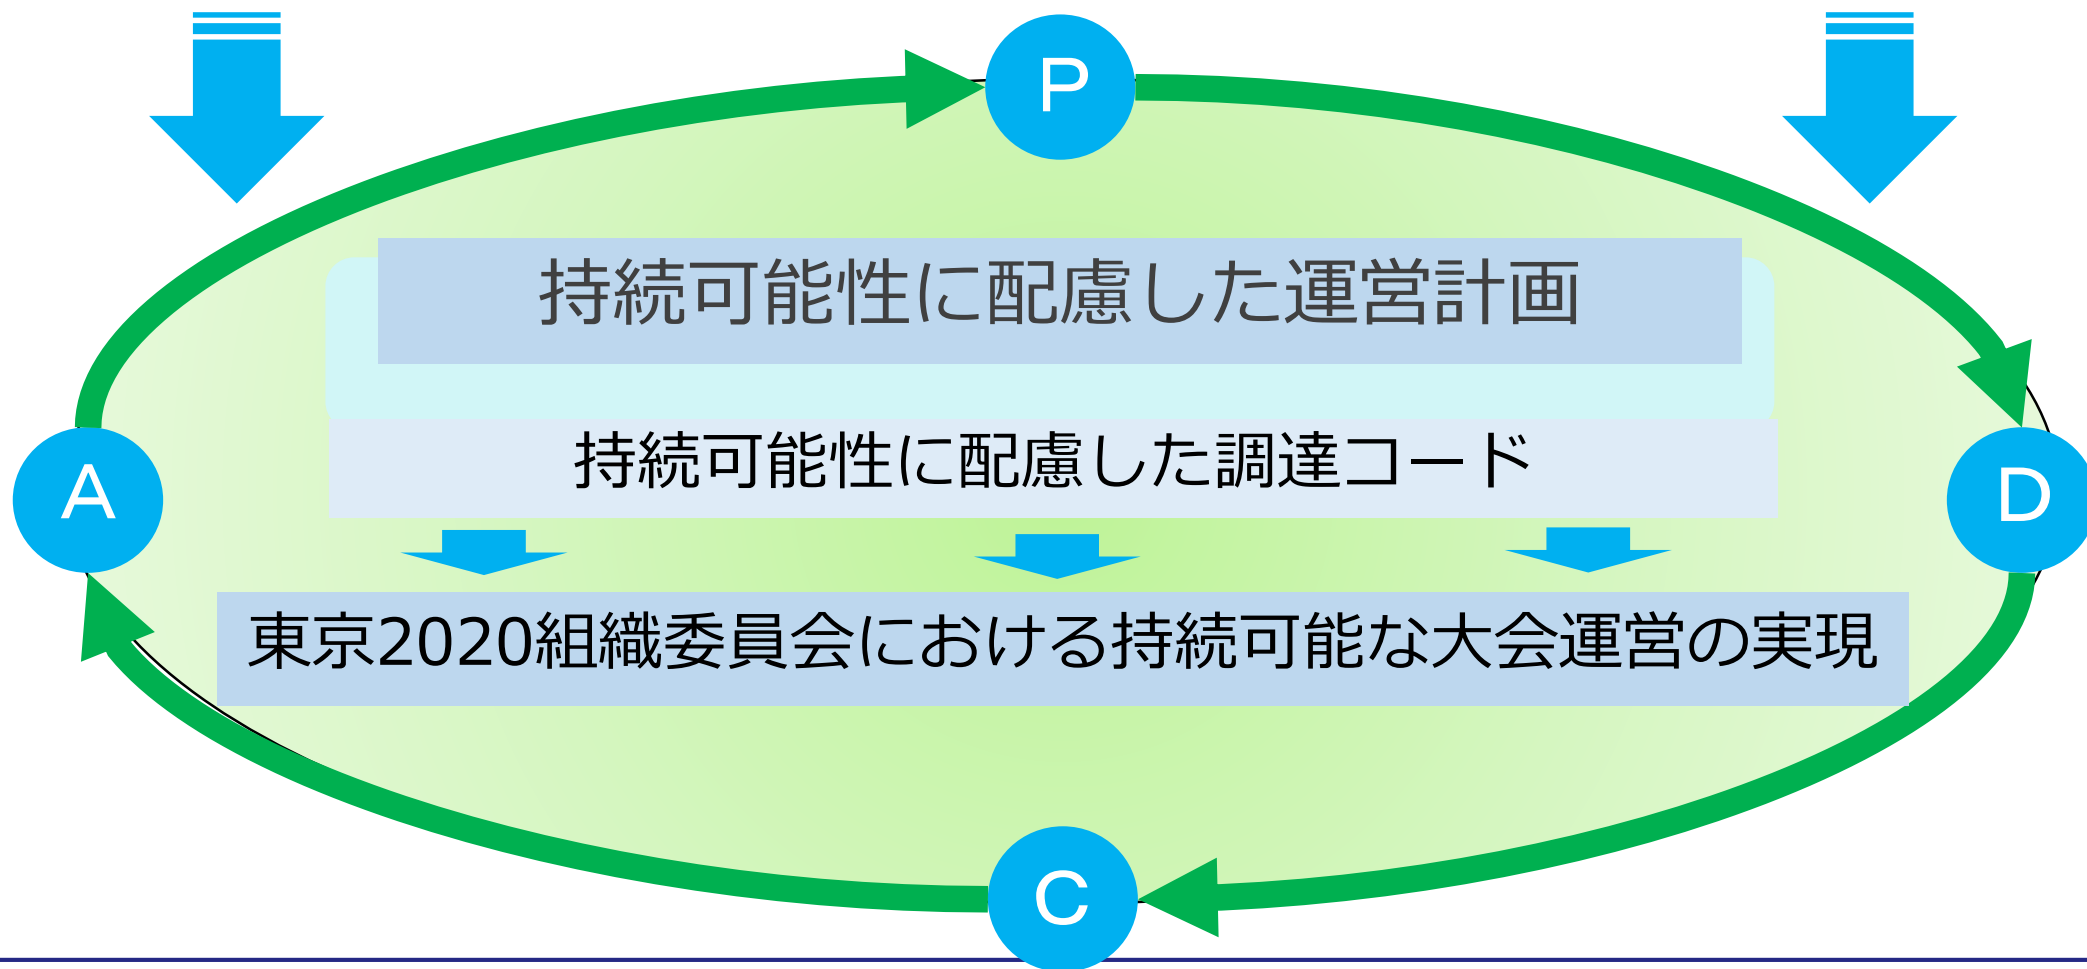 P
持続可能性に配慮した運営計画
持続可能性に配慮した調達コード
A
D
東京2020組織委員会における持続可能な大会運営の実現
C